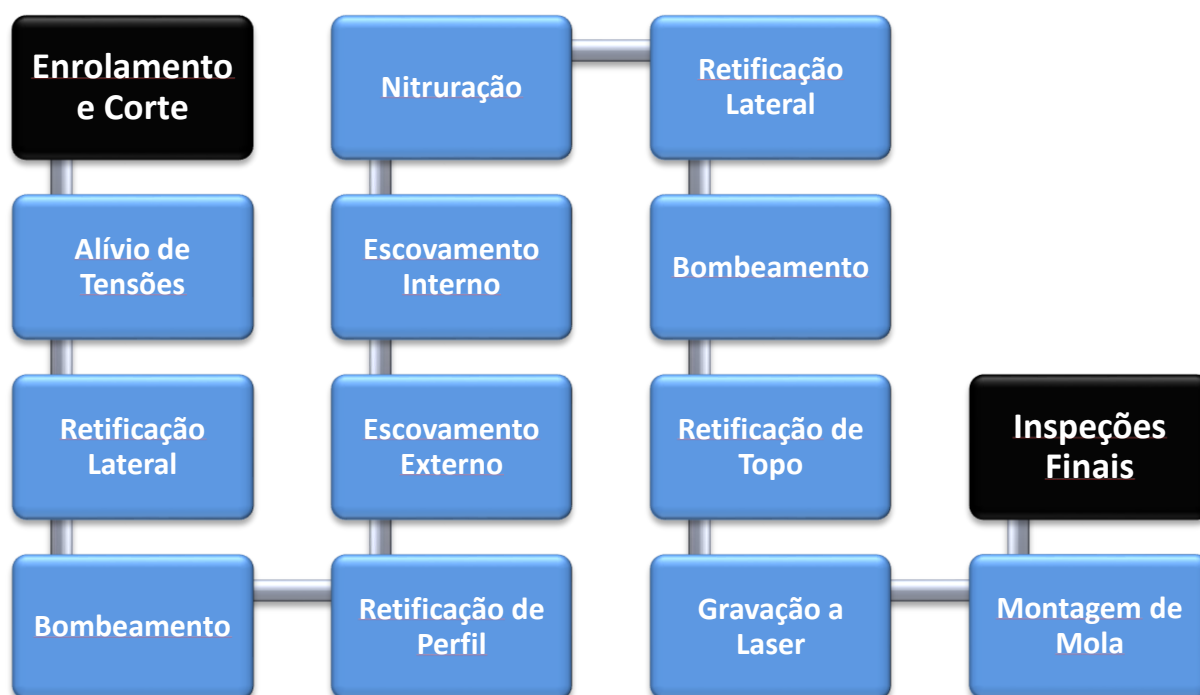 Enrolamento
e Corte
Alívio de
Tensões
Retificação
Lateral
Bombeamento
Retificação de
Perfil
Escovamento
Externo
Escovamento
Interno
Nitruração
Retificação
Lateral
Bombeamento
Retificação de
Topo
Gravação a
Laser
Montagem de
Mola
Inspeções
Finais